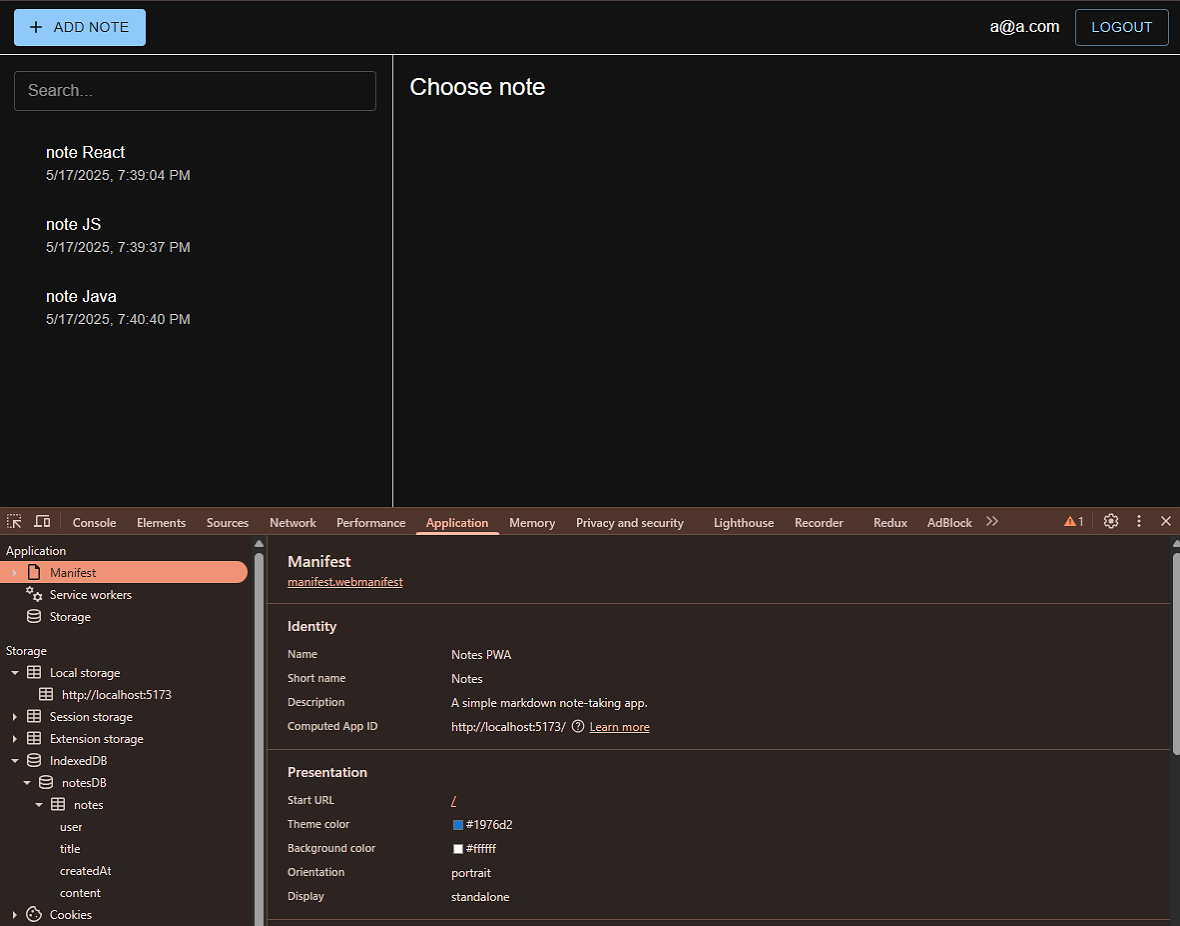 + ADD NOTE
a@a.com
LOGOUT
Search...
Choose note
note React
5/17/2025, 7:39:04 PM
note JS
5/17/2025, 7:39:37 PM
note Java
5/17/2025, 7:40:40 PM
Console Elements Sources Network Performance Application Memory Privacy and security Lighthouse Recorder Redux AdBlock 1
Application
Manifest
Service workers
Storage
Storage
Local storage
http://localhost:5173
Session storage
Extension storage
IndexedDB
notesDB
notes
user
title
createdAt
content
Cookies
Manifest
manifest.webmanifest
Identity
Name Notes PWA
Short name Notes
Description A simple markdown note-taking app.
Computed App ID http://localhost:5173/ Learn more
Presentation
Start URL /
Theme color #1976d2
Background color #ffffff
Orientation portrait
Display standalone